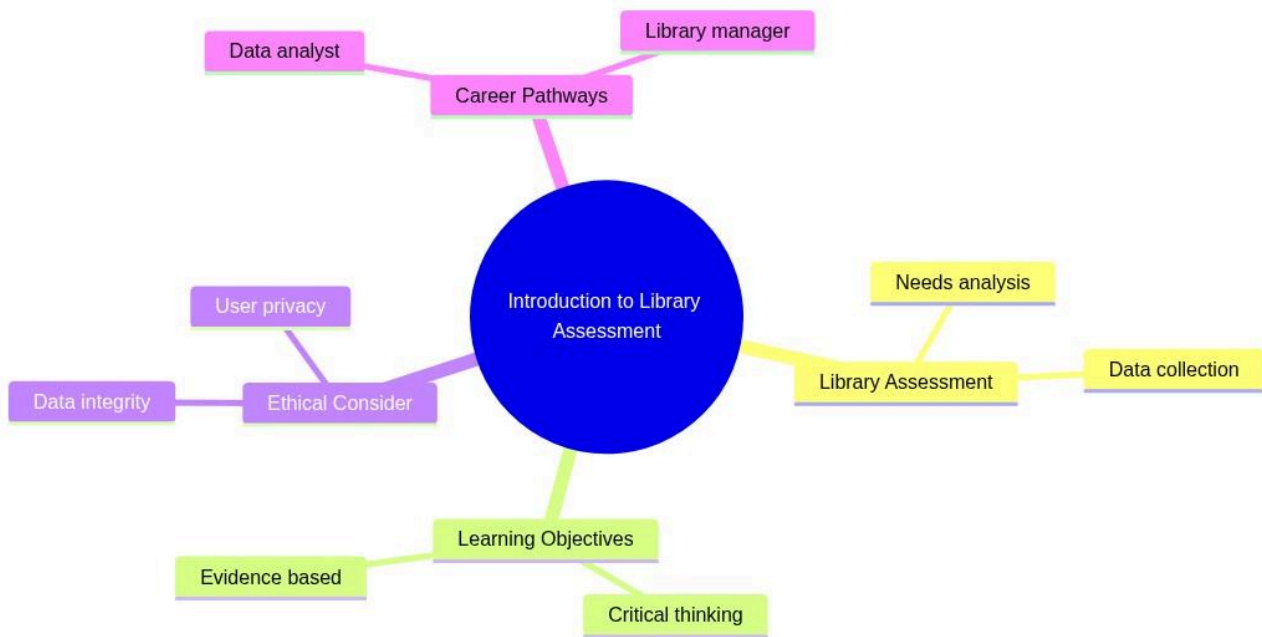 Library manager
Data analyst
Career Pathways
Introduction to Library
Assessment
Needs analysis
Data collection
Library Assessment
User privacy
Data integrity
Ethical Consider
Learning Objectives
Evidence based
Critical thinking